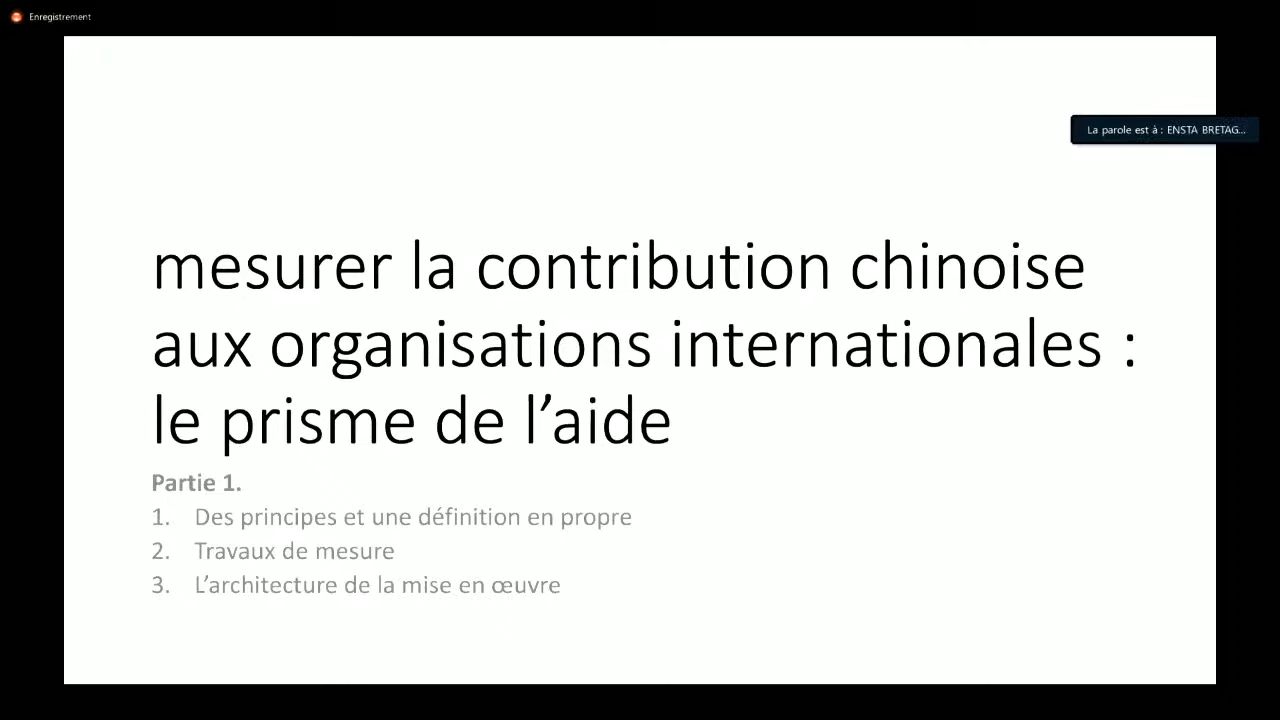 Enregistrement
La parole est à : ENSTA BRETAG...
mesurer la contribution chinoise
aux organisations internationales :
le prisme de l’aide
Partie 1.
1. Des principes et une définition en propre
2. Travaux de mesure
3. L’architecture de la mise en œuvre